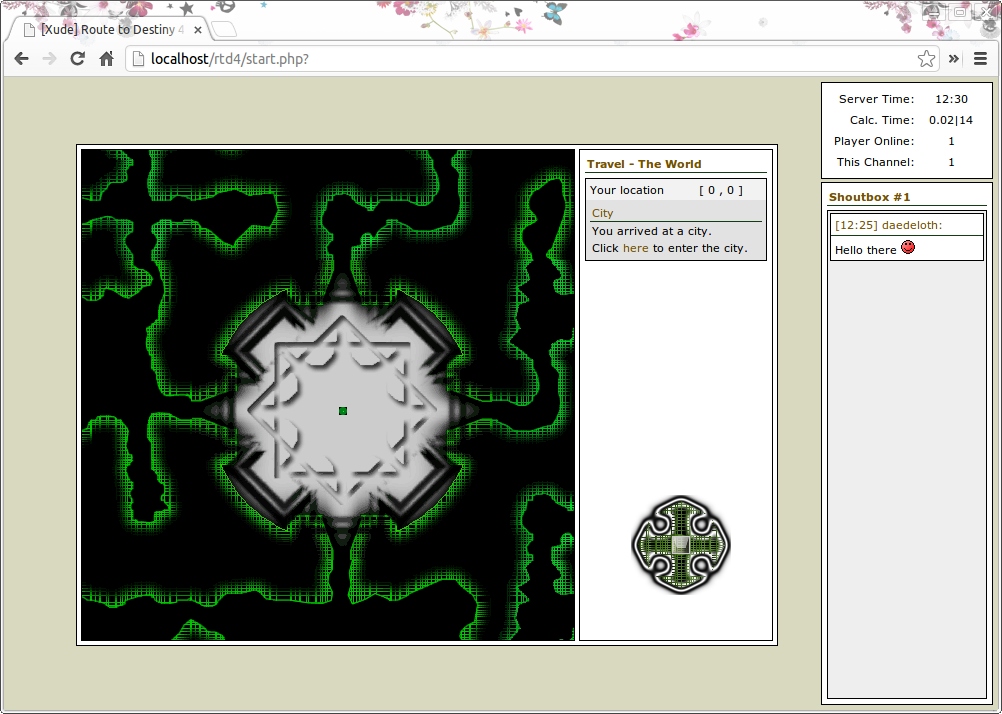 [Xude] Route to Destiny 4
localhost/rtd4/start.php?
Server Time: 12:30
Calc. Time: 0.02|14
Player Online: 1
This Channel: 1
Travel - The World
Your location [ 0 , 0 ]
City
You arrived at a city.
Click here to enter the city.
Shoutbox #1
[12:25] daedeloth:
Hello there